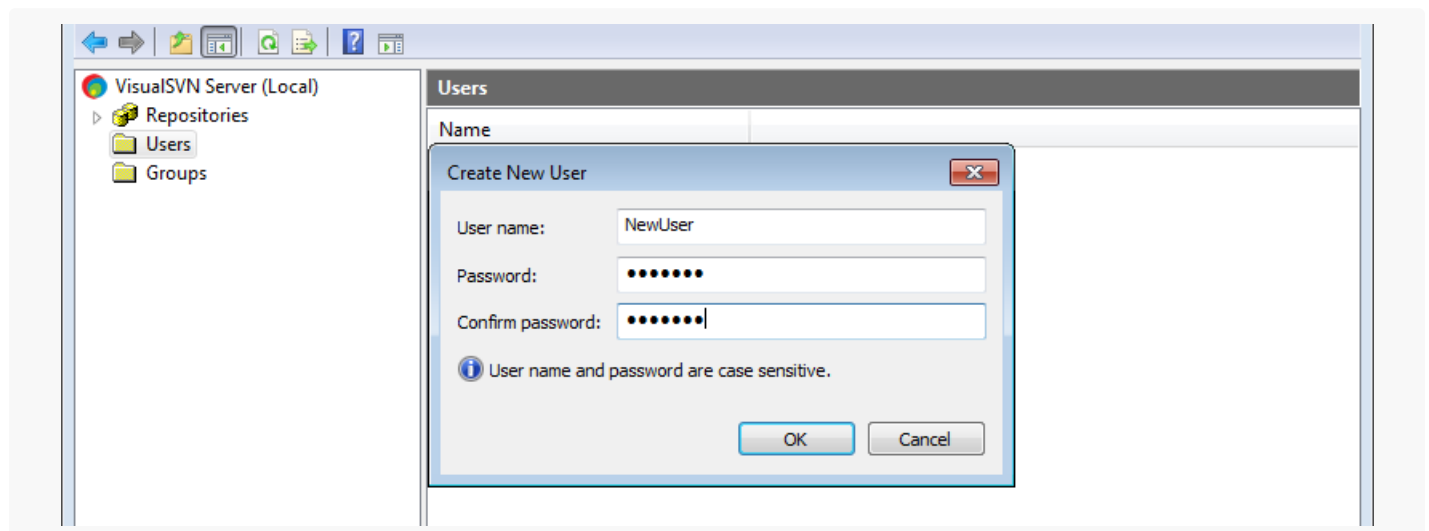 VisualSVN Server (Local)
Repositories
Users
Groups
Users
Name
Create New User
User name: NewUser
Password: •••••••
Confirm password: •••••••
User name and password are case sensitive.
OK Cancel